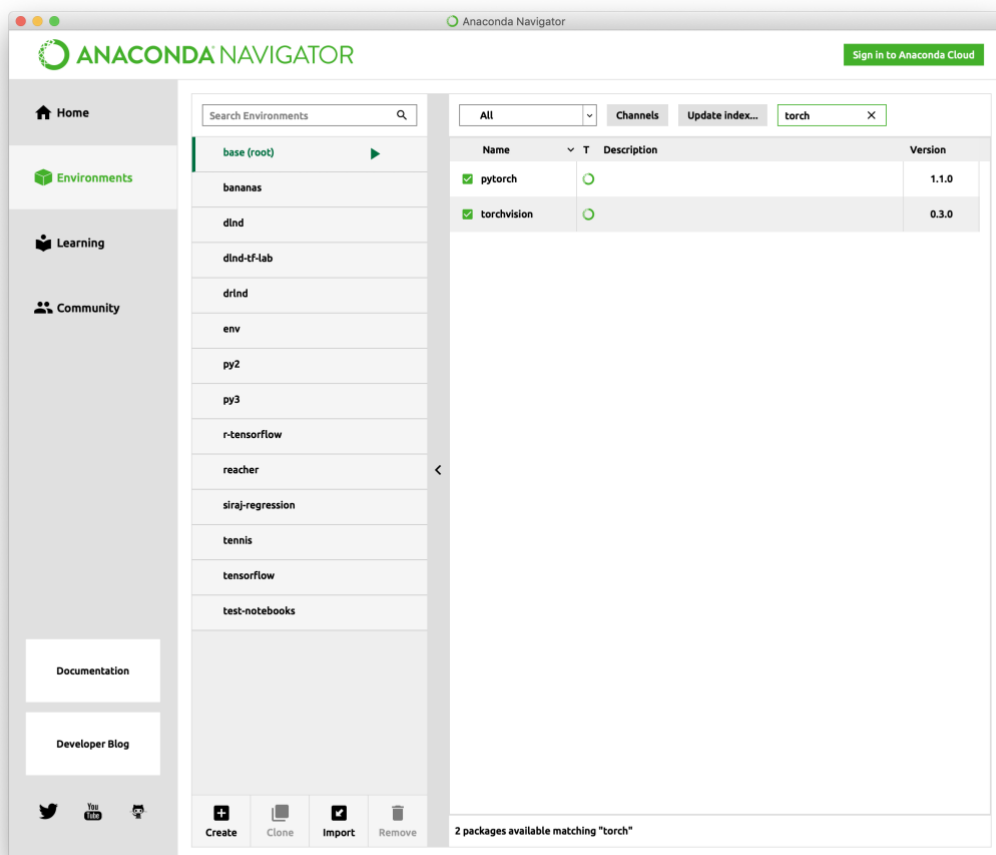 Anaconda Navigator
ANACONDA NAVIGATOR
Sign in to Anaconda Cloud
Home
Environments
Learning
Community
Documentation
Developer Blog
You Tube
Search Environments
base (root)
bananas
dlnd
dlnd-tf-lab
drlnd
env
py2
py3
r-tensorflow
reacher
siraj-regression
tennis
tensorflow
test-notebooks
Create Clone Import Remove
All Channels Update index... torch
Name T Description Version
pytorch 1.1.0
torchvision 0.3.0
2 packages available matching "torch"